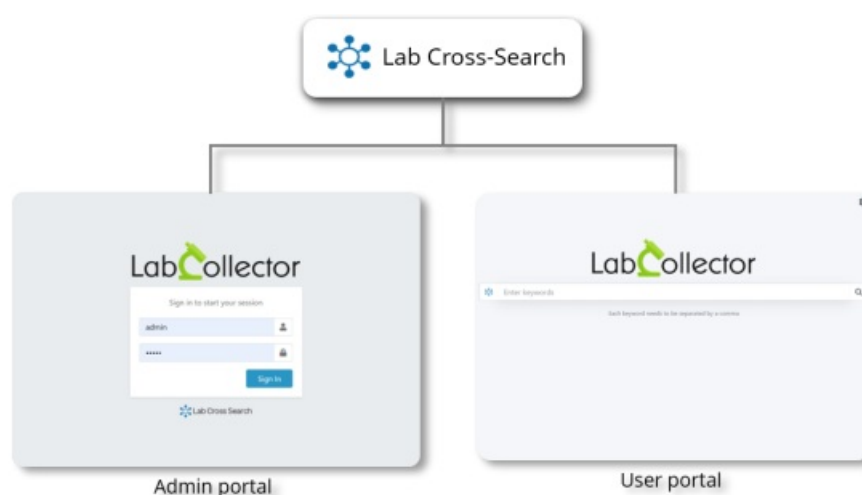 Lab Cross-Search
LabCollector
Sign in to start your session
admin
•••••
Sign In
Lab Cross Search
Admin portal
LabCollector
Enter keywords
Each keyword needs to be separated by a comma
User portal